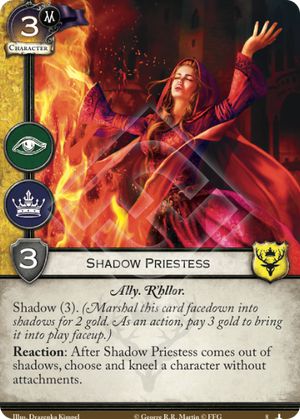 3
CHARACTER
3
SHADOW PRIESTESS
Ally. R'hllor.
Shadow (3). (Marshal this card facedown into
shadows for 2 gold. As an action, pay 3 gold to bring
it into play faceup.)
Reaction: After Shadow Priestess comes out of
shadows, choose and kneel a character without
attachments.
Illus. Drazenka Kimpel © George R.R. Martin © FFG 8